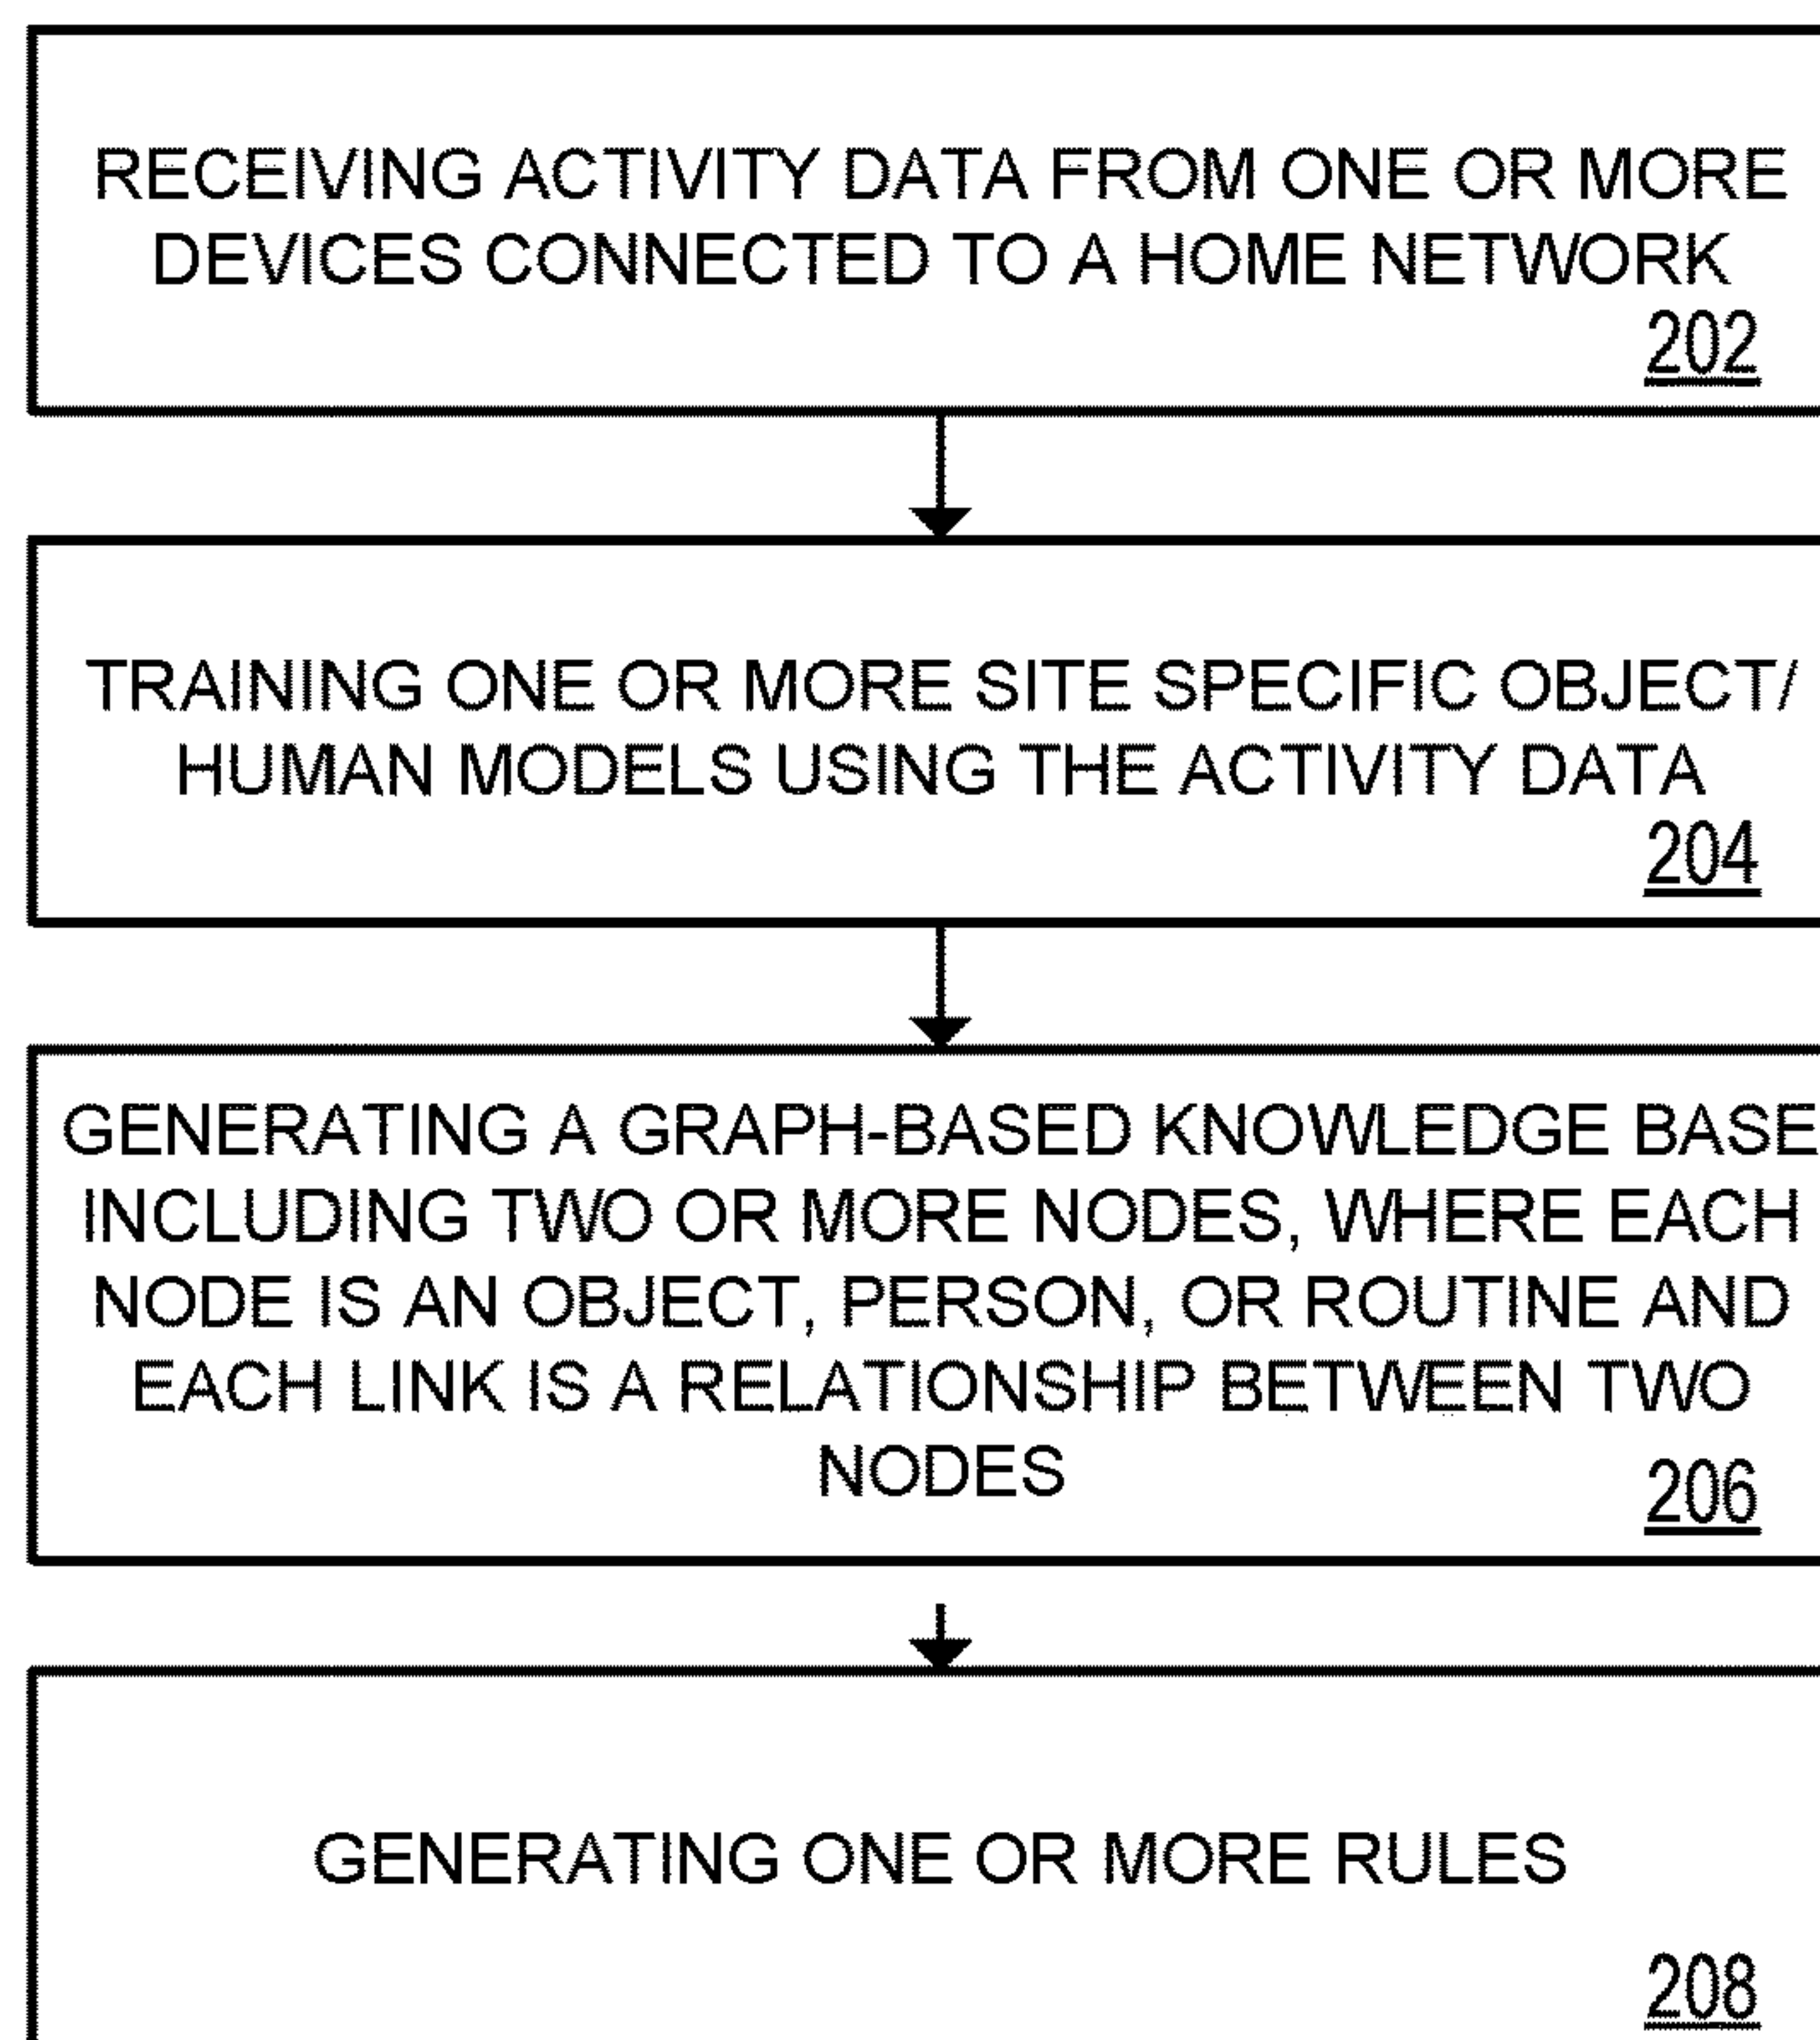 RECEIVING ACTIVITY DATA FROM ONE OR MORE
DEVICES CONNECTED TO A HOME NETWORK
202
TRAINING ONE OR MORE SITE SPECIFIC OBJECT/
HUMAN MODELS USING THE ACTIVITY DATA
204
GENERATING A GRAPH-BASED KNOWLEDGE BASE
INCLUDING TWO OR MORE NODES, WHERE EACH
NODE IS AN OBJECT, PERSON, OR ROUTINE AND
EACH LINK IS A RELATIONSHIP BETWEEN TWO
NODES
206
GENERATING ONE OR MORE RULES
208